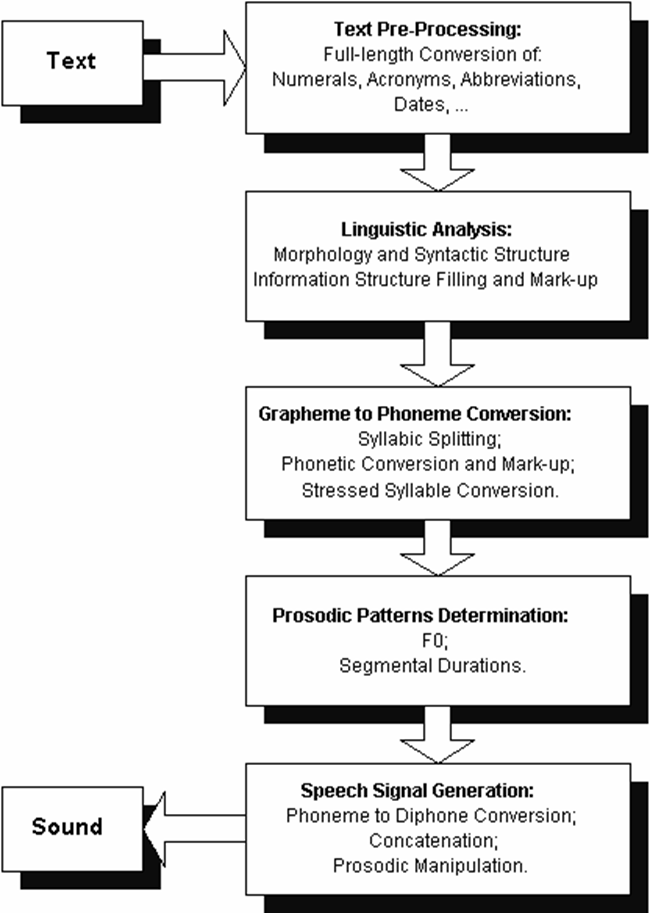 Text
Text Pre-Processing:
Full-length Conversion of:
Numerals, Acronyms, Abbreviations,
Dates, ...
Linguistic Analysis:
Morphology and Syntactic Structure
Information Structure Filling and Mark-up
Grapheme to Phoneme Conversion:
Syllabic Splitting;
Phonetic Conversion and Mark-up;
Stressed Syllable Conversion.
Prosodic Patterns Determination:
F0;
Segmental Durations.
Speech Signal Generation:
Phoneme to Diphone Conversion;
Concatenation;
Prosodic Manipulation.
Sound